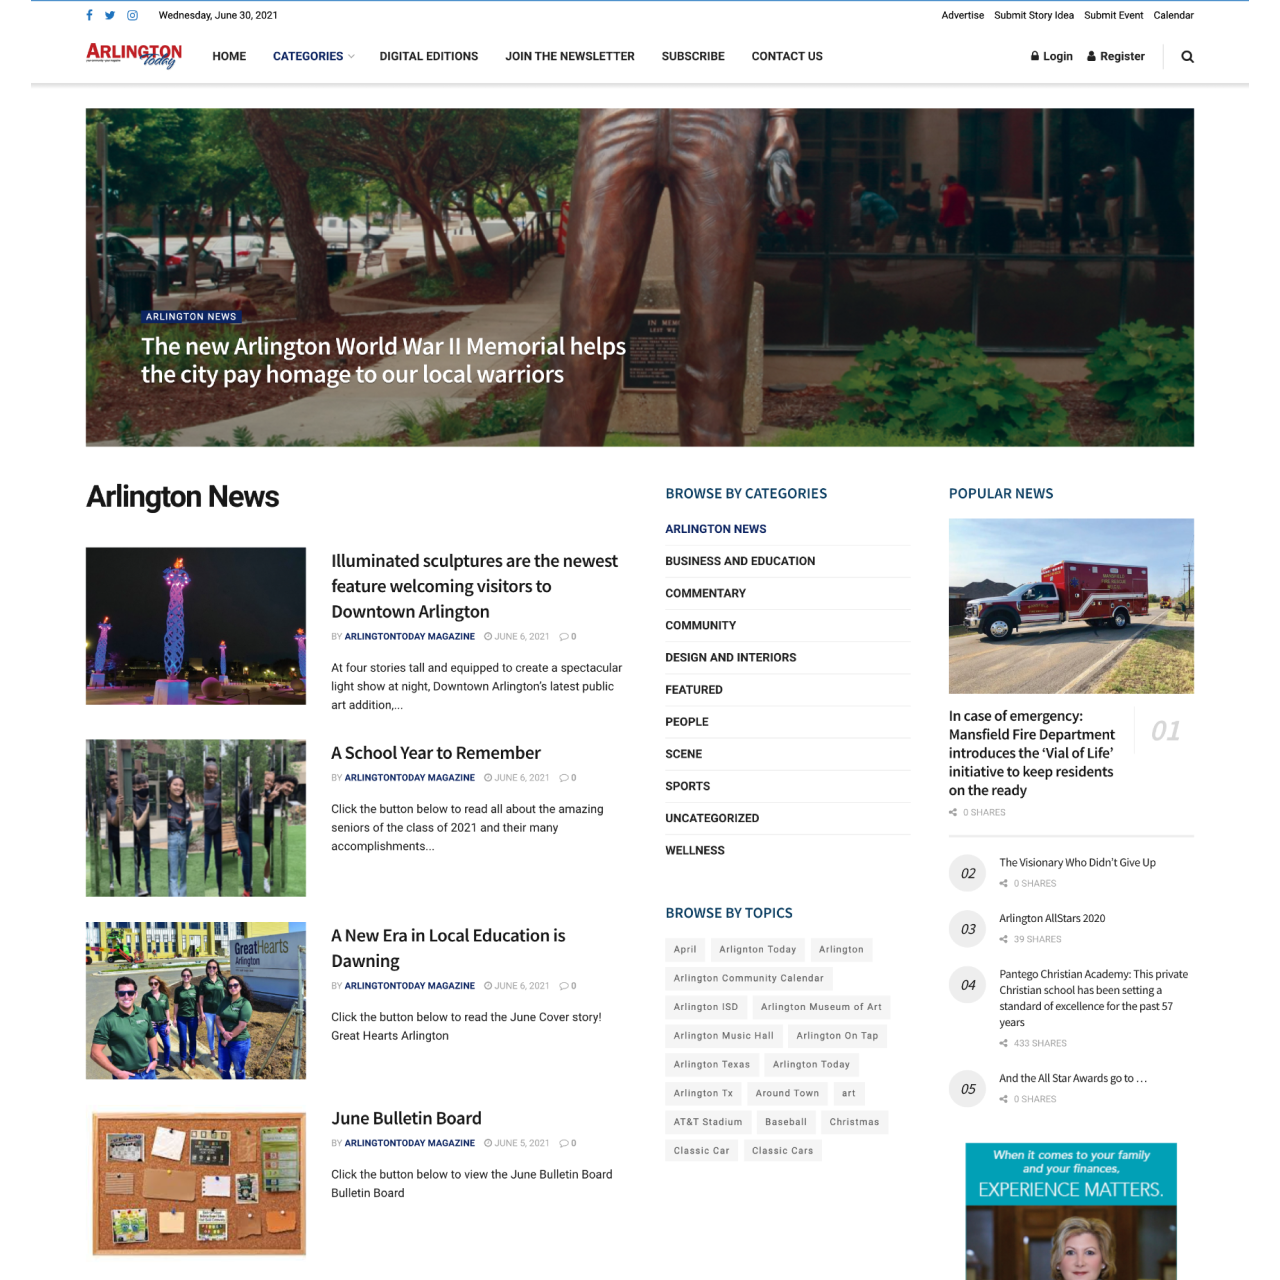 Wednesday, June 30, 2021
Advertise Submit Story Idea Submit Event Calendar
ARLINGTON
Today
HOME CATEGORIES DIGITAL EDITIONS JOIN THE NEWSLETTER SUBSCRIBE CONTACT US
Login Register
IN MEMO
LEST WE
ARLINGTON NEWS
The new Arlington World War II Memorial helps
the city pay homage to our local warriors
Arlington News
Illuminated sculptures are the newest
feature welcoming visitors to
Downtown Arlington
BY ARLINGTONTODAY MAGAZINE JUNE 6, 2021 0
At four stories tall and equipped to create a spectacular
light show at night, Downtown Arlington's latest public
art addition,...
A School Year to Remember
BY ARLINGTONTODAY MAGAZINE JUNE 6, 2021 0
Click the button below to read all about the amazing
seniors of the class of 2021 and their many
accomplishments...
GreatHearts
Arlington
A New Era in Local Education is
Dawning
BY ARLINGTONTODAY MAGAZINE JUNE 6, 2021 0
Click the button below to read the June Cover story!
Great Hearts Arlington
June Bulletin Board
BY ARLINGTONTODAY MAGAZINE JUNE 5, 2021 0
Click the button below to view the June Bulletin Board
Bulletin Board
BROWSE BY CATEGORIES
ARLINGTON NEWS
BUSINESS AND EDUCATION
COMMENTARY
COMMUNITY
DESIGN AND INTERIORS
FEATURED
PEOPLE
SCENE
SPORTS
UNCATEGORIZED
WELLNESS
BROWSE BY TOPICS
April Arlignton Today Arlington
Arlington Community Calendar
Arlington ISD Arlington Museum of Art
Arlington Music Hall Arlington On Tap
Arlington Texas Arlington Today
Arlington Tx Around Town art
AT&T Stadium Baseball Christmas
Classic Car Classic Cars
POPULAR NEWS
MANSFIELD
In case of emergency:
Mansfield Fire Department
introduces the ‘Vial of Life’
initiative to keep residents
on the ready
01
0 SHARES
02
The Visionary Who Didn't Give Up
0 SHARES
03
Arlington AllStars 2020
39 SHARES
04
Pantego Christian Academy: This private
Christian school has been setting a
standard of excellence for the past 57
years
433 SHARES
05
And the All Star Awards go to …
0 SHARES
When it comes to your family
and your finances,
EXPERIENCE MATTERS.